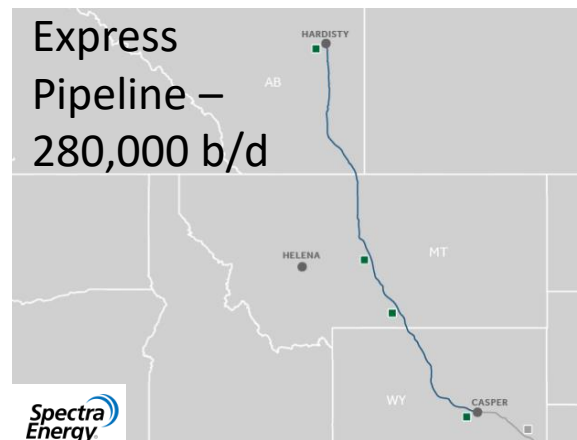 Express
Pipeline –
280,000 b/d
HARDISTY
AB
HELENA
MT
WY
CASPER
Spectra
Energy